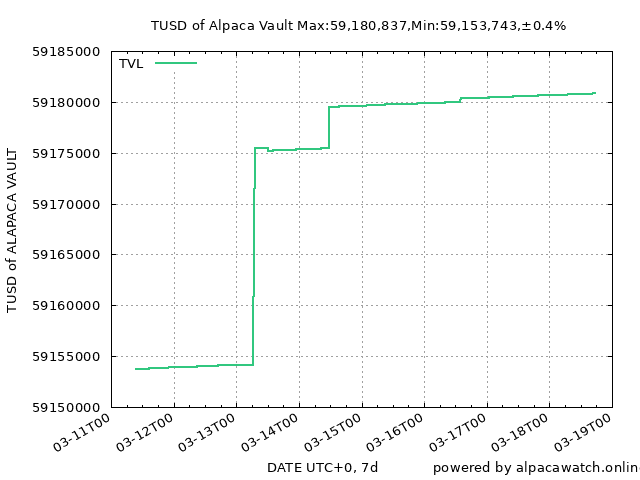 TUSD of Alpaca Vault Max:59,180,837,Min:59,153,743,±0.4%
TVL
59185000
59180000
59175000
59170000
59165000
59160000
59155000
59150000
TUSD of ALAPACA VAULT
03-11T00
03-12T00
03-13T00
03-14T00
03-15T00
03-16T00
03-17T00
03-18T00
03-19T00
DATE UTC+0, 7d
powered by alpacawatch.onlin